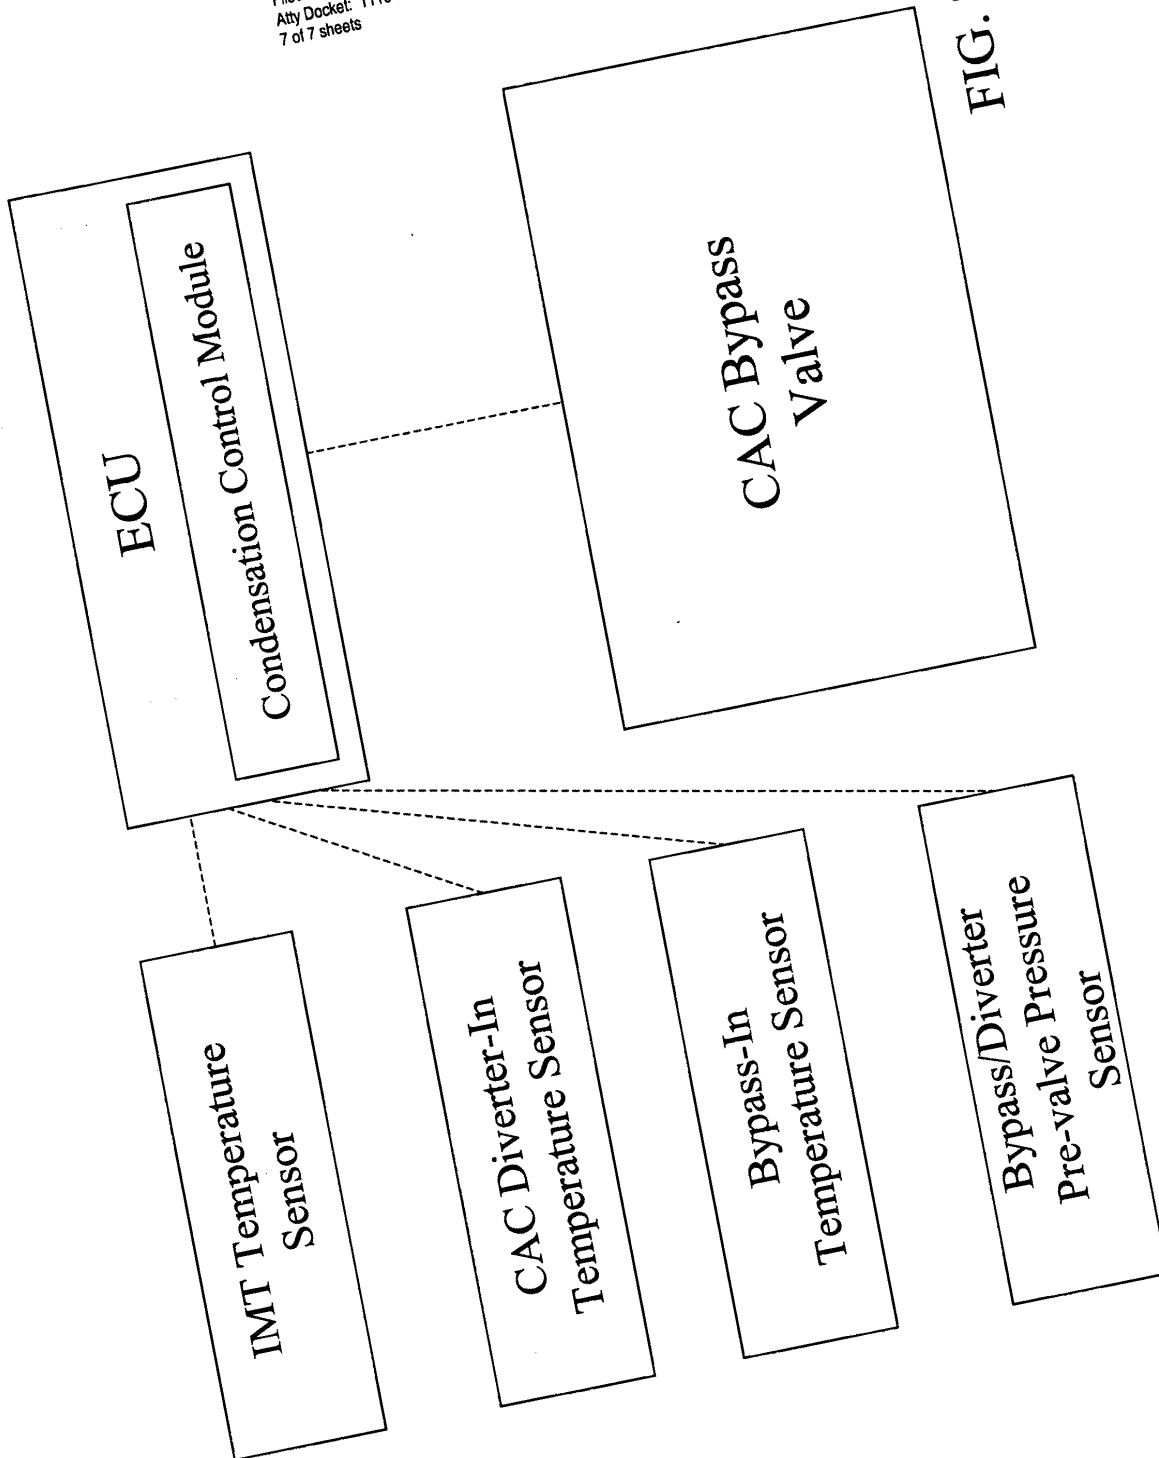 Atty Docket:
7 of 7 sheets
ECU
Condensation Control Module
CAC Bypass
Valve
IMT Temperature
Sensor
CAC Diverter-In
Temperature Sensor
Bypass-In
Temperature Sensor
Bypass/Diverter
Bypass
Pre-valve Pressure
Sensor
FIG.